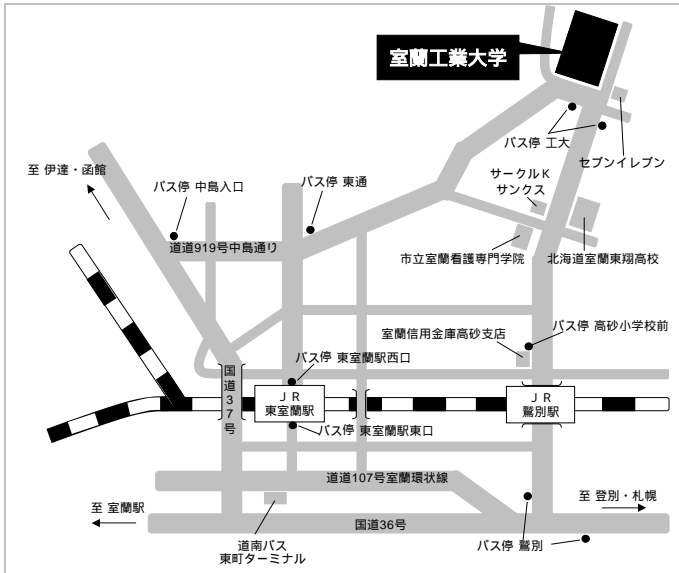 室蘭工業大学
バス停 工大
セブンイレブン
至 伊達・函館
バス停 中島入口
バス停 東通
サークルK
サンクス
道道919号中島通り
市立室蘭看護専門学院
北海道室蘭東翔高校
室蘭信用金庫高砂支店
バス停 高砂小学校前
バス停 東室蘭駅西口
国道37号
JR
東室蘭駅
JR
鷲別駅
バス停 東室蘭駅東口
道道107号室蘭環状線
至 室蘭駅
至 登別・札幌
国道36号
道南バス
東町ターミナル
バス停 鷲別